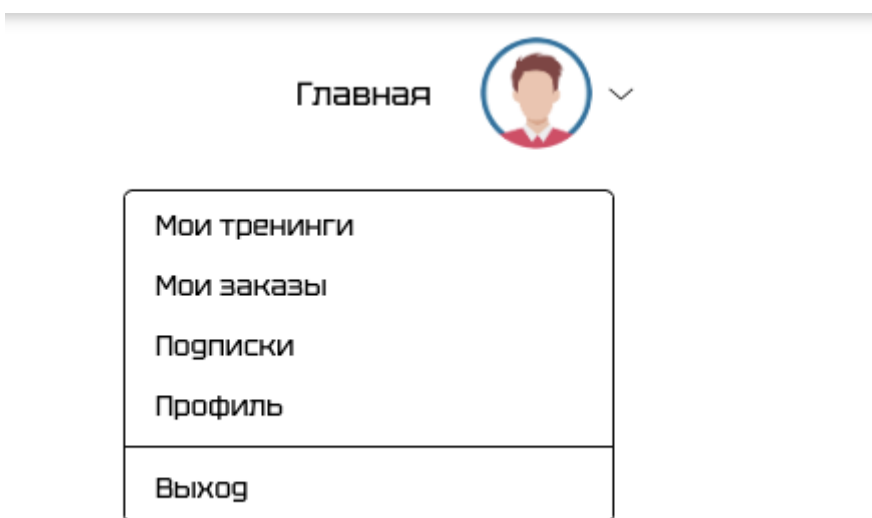 Главная
Мои тренинги
Мои заказы
Подписки
Профиль
Выход